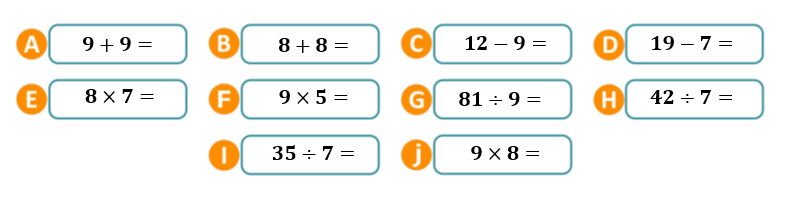 A 9 + 9 = B 8 + 8 = C 12 − 9 = D 19 − 7 =
E 8 × 7 = F 9 × 5 = G 81 ÷ 9 = H 42 ÷ 7 =
I 35 ÷ 7 = j 9 × 8 =